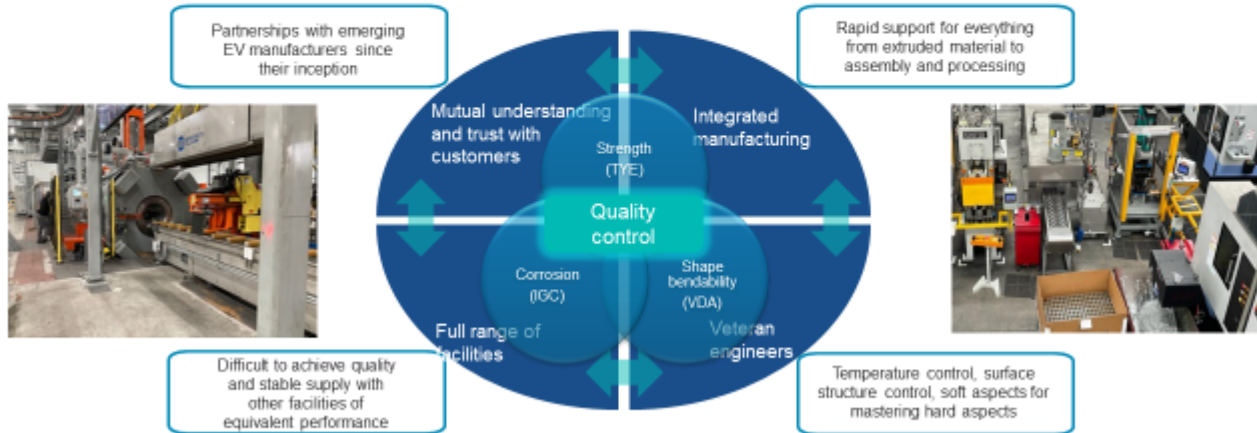 Partnerships with emerging
EV manufacturers since
their inception
Rapid support for everything
from extruded material to
assembly and processing
Mutual understanding
and trust with
customers
Integrated
manufacturing
Strength
(TYE)
Quality
control
Corrosion
(IGC)
Shape
bendability
(VDA)
Full range of
facilities
Veteran
engineers
Difficult to achieve quality
and stable supply with
other facilities of
equivalent performance
Temperature control, surface
structure control, soft aspects for
mastering hard aspects